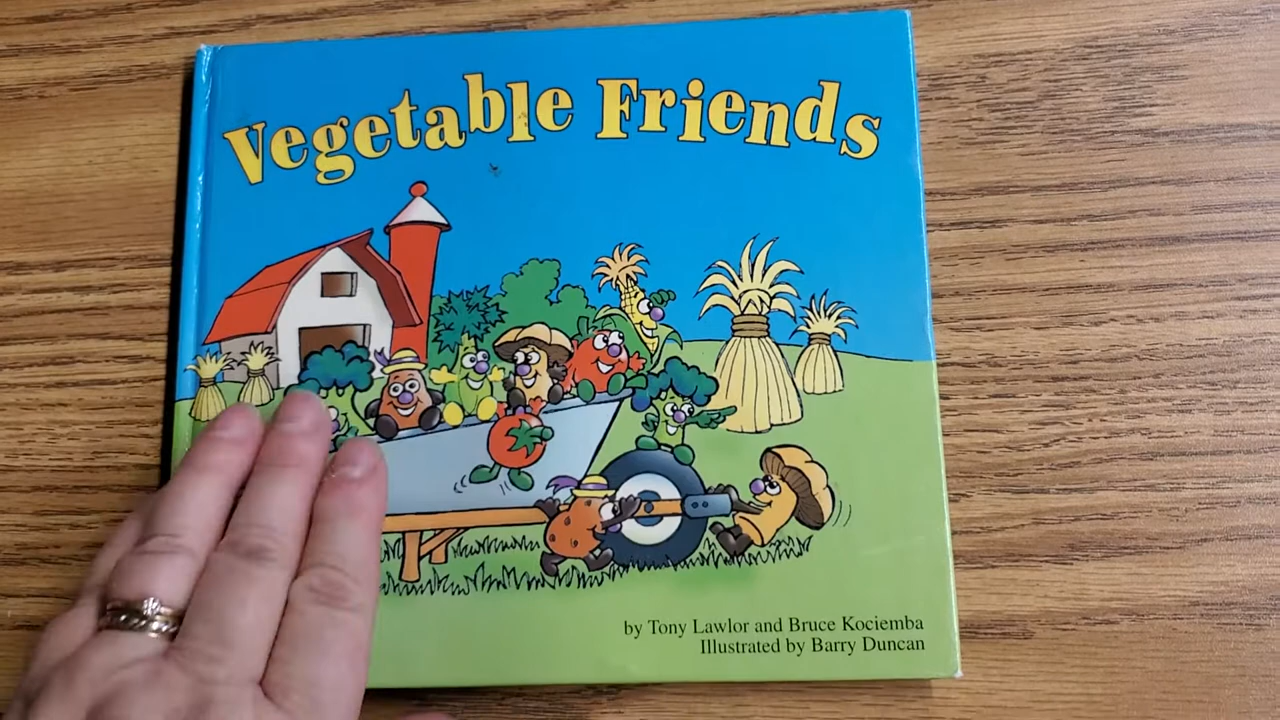 Vegetable Friends
by Tony Lawlor and Bruce Kociemba
Illustrated by Barry Duncan